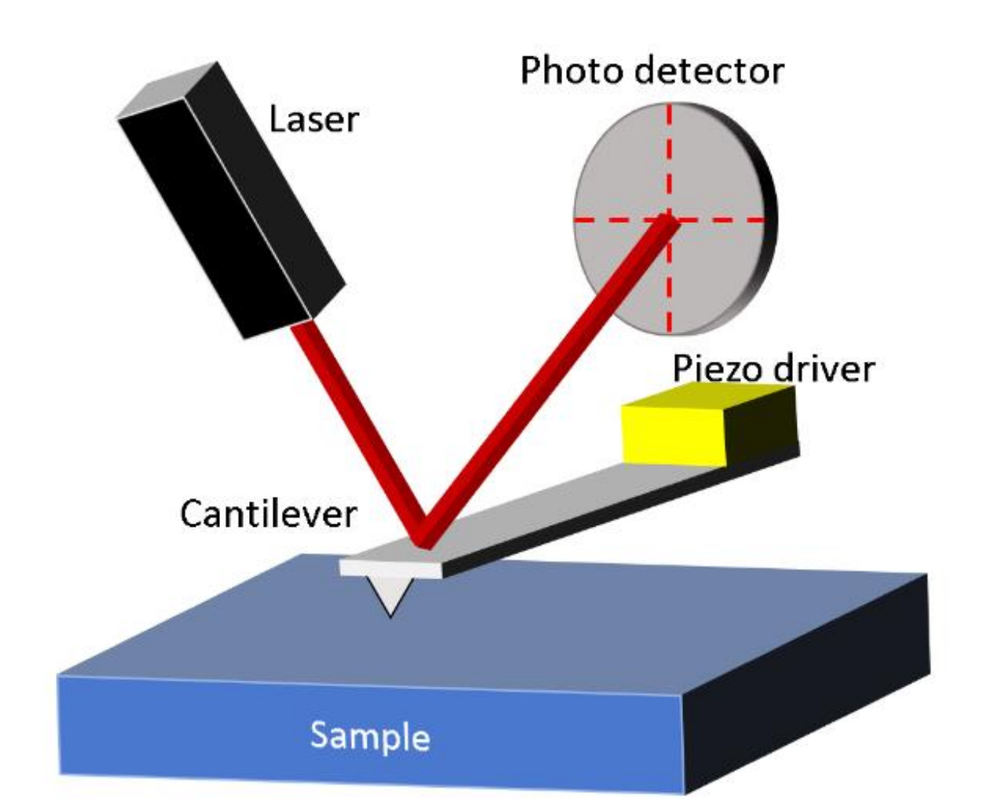 Photo detector
Laser
Piezo driver
Cantilever
Sample